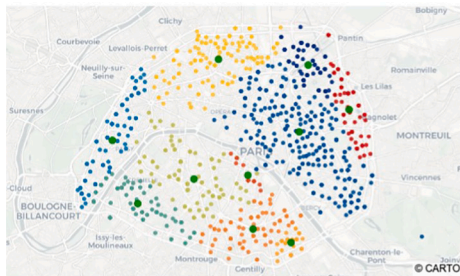 Bobigny
Clichy
Courbevoie
Levallois-Perret
Pantin
Neuilly-sur-
Seine
Romainville
Les Lilas
Suresnes
Bagnolet
MONTREUIL
PARIS
Vincennes
BOULOGNE-
BILLANCOURT
Issy-les-
Moulineaux
Charenton-le-
Pont
Montrouge
Gentilly
© CARTO